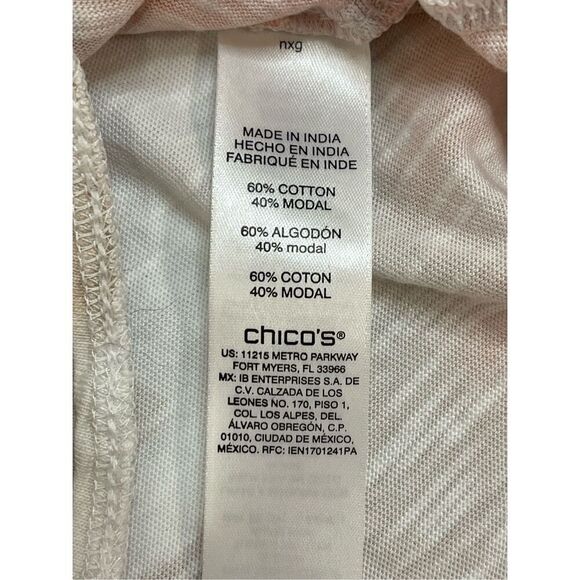 nxg
MADE IN INDIA
HECHO EN INDIA
FABRIQUÉ EN INDE
60% COTTON
40% MODAL
60% ALGODÓN
40% modal
60% COTON
40% MODAL
chico's®
US: 11215 METRO PARKWAY
FORT MYERS, FL 33966
MX: IB ENTERPRISES S.A. DE
C.V. CALZADA DE LOS
LEONES NO. 170, PISO 1,
COL. LOS ALPES, DEL.
ÁLVARO OBREGÓN, C.P.
01010, CIUDAD DE MÉXICO,
MÉXICO. RFC: IEN1701241PA